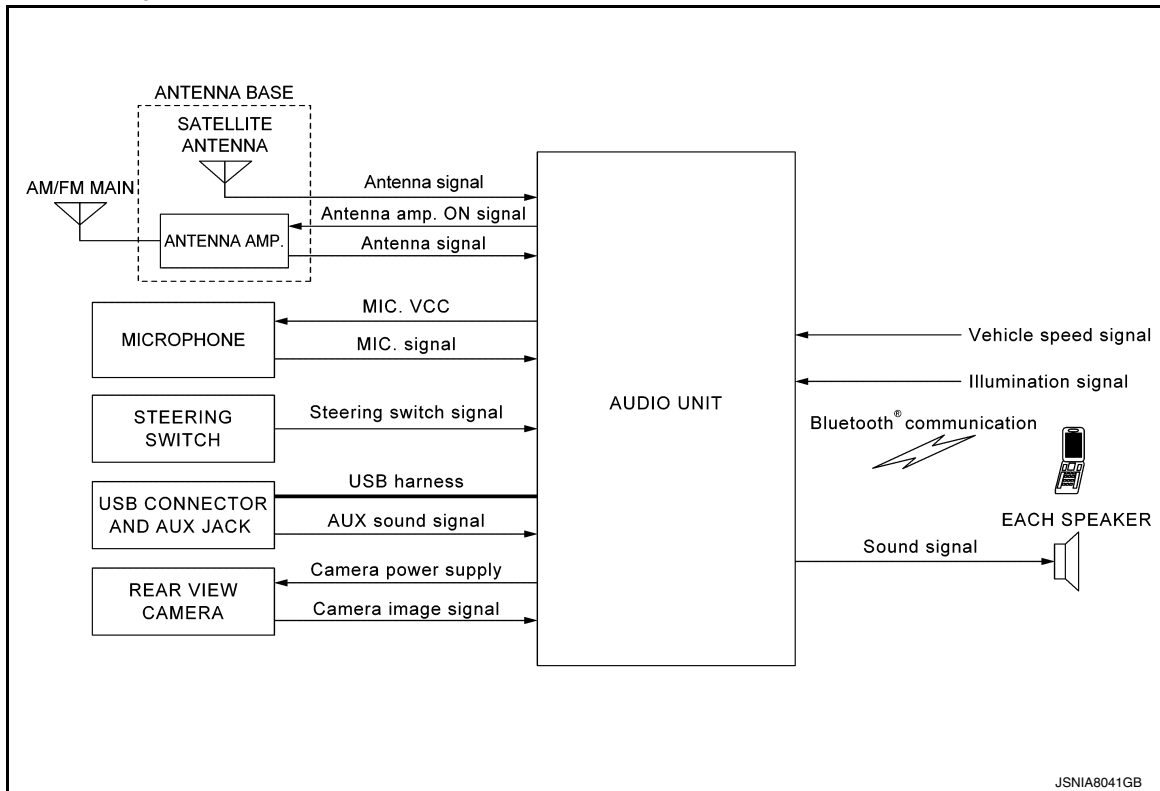 ANTENNA BASE
SATELLITE
ANTENNA
AM/FM MAIN
ANTENNA AMP.
Antenna signal
Antenna amp. ON signal
Antenna signal
MICROPHONE
MIC. VCC
MIC. signal
STEERING
SWITCH
Steering switch signal
USB CONNECTOR
AND AUX JACK
USB harness
AUX sound signal
REAR VIEW
CAMERA
Camera power supply
Camera image signal
AUDIO UNIT
Vehicle speed signal
Illumination signal
Bluetooth® communication
EACH SPEAKER
Sound signal
JSNIA8041GB